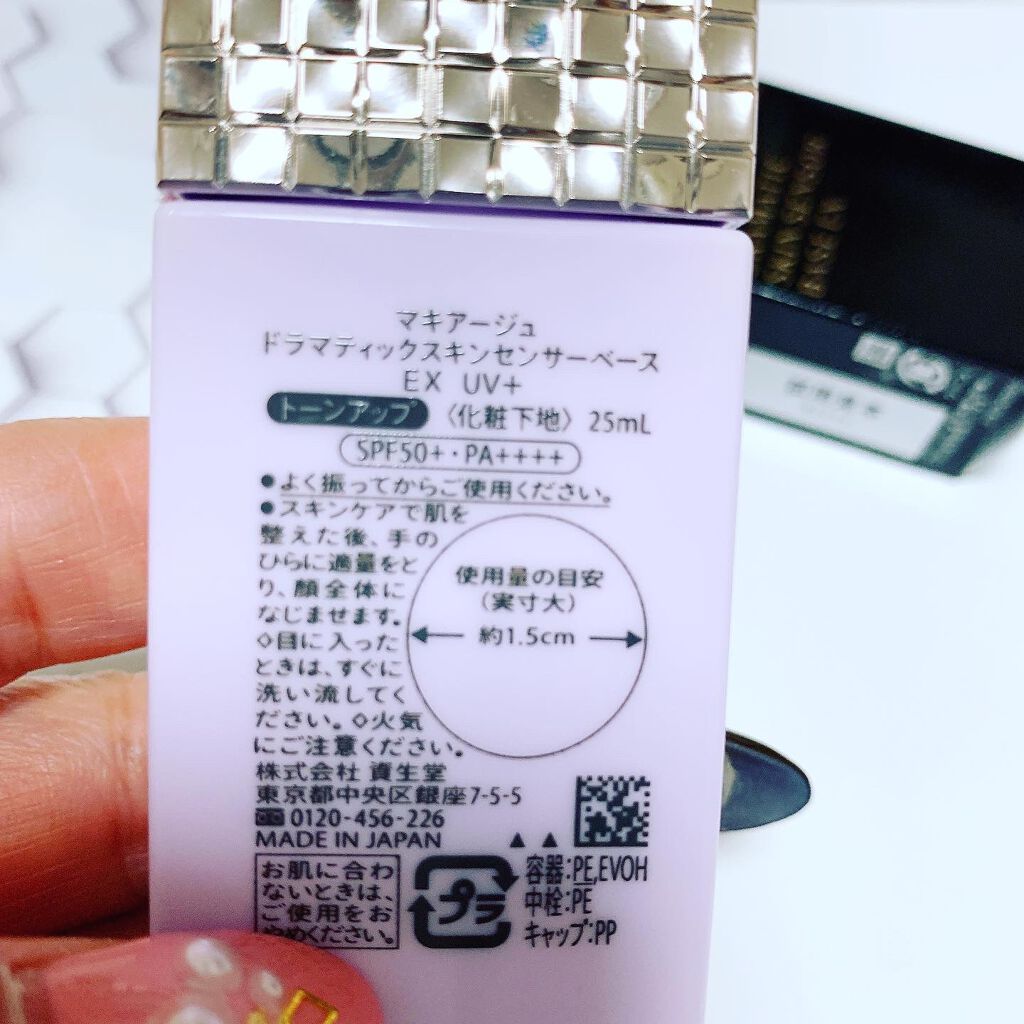 マキアージュ
ドラマティックスキンセンサーベース
EX UV+
トーンアップ 〈化粧下地〉 25mL
SPF50+・PA++++
●よく振ってからご使用ください。
●スキンケアで肌を
整えた後、手の
ひらに適量をと
り、顔全体に
なじませます。
◇目に入った
ときは、すぐに
洗い流してく
ださい。◇火気
にご注意ください。
使用量の目安
(実寸大)
約1.5cm
株式会社 資生堂
東京都中央区銀座7-5-5
0120-456-226
MADE IN JAPAN
お肌に合わ
ないときは、
ご使用をお
やめください。
プラ
容器:PE,EVOH
中栓:PE
キャップ:PP